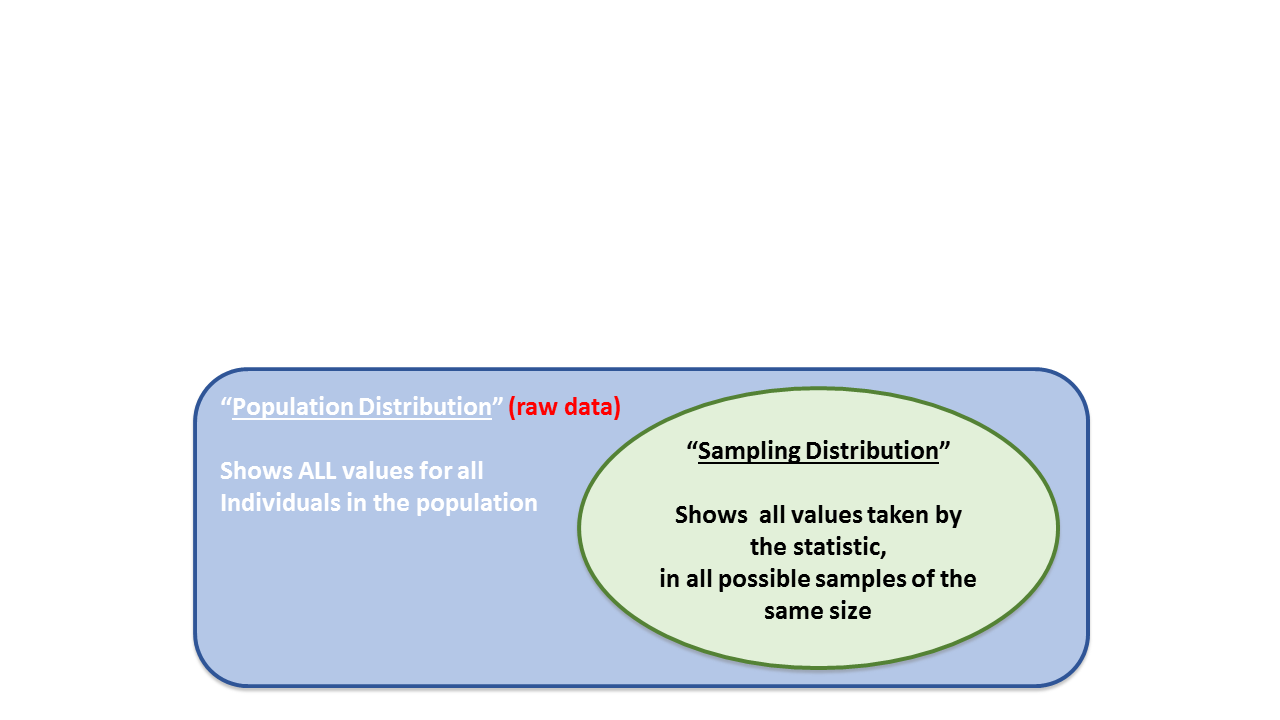 “Population Distribution” (raw data)
Shows ALL values for all
Individuals in the population
“Sampling Distribution”
Shows  all values taken by
the statistic,
in all possible samples of the
same size